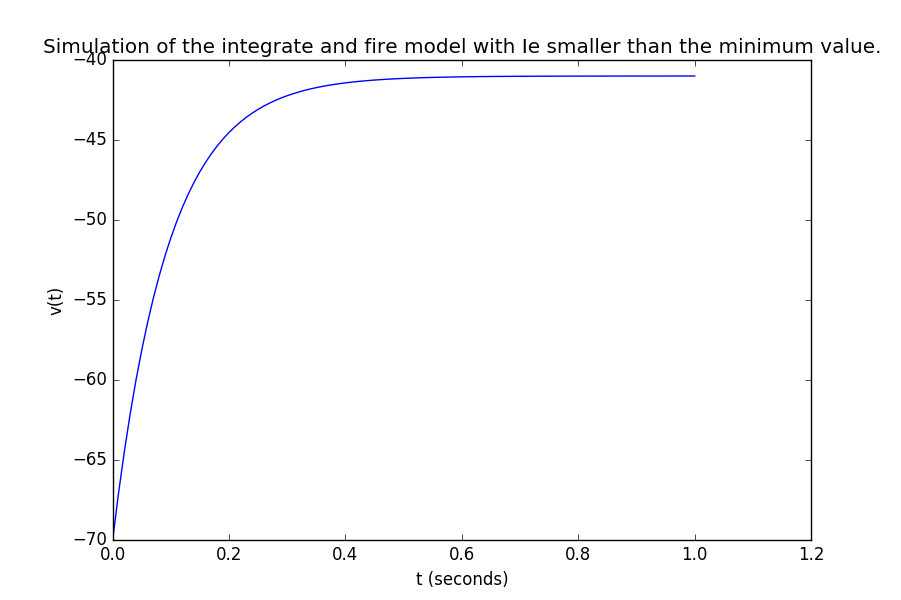 Simulation of the integrate and fire model with Ie smaller than the minimum value.
−40
−45
−50
−55
−60
−65
−70
v(t)
0.0 0.2 0.4 0.6 0.8 1.0 1.2
t (seconds)